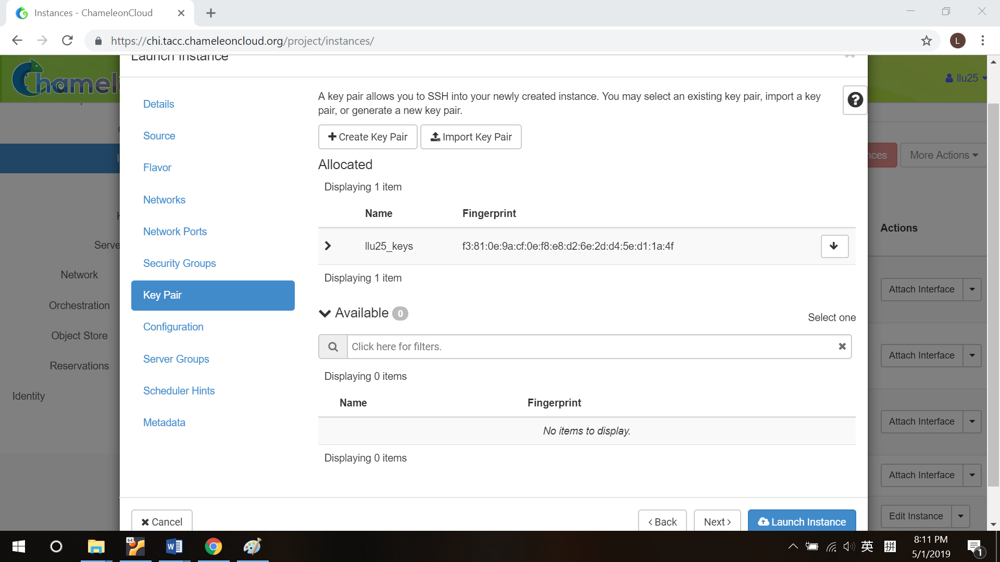 Instances - ChameleonCloud
https://chi.tacc.chameleoncloud.org/project/instances/
L
Launch Instance
llu25
Details
Source
Flavor
Networks
Network Ports
Security Groups
Key Pair
Configuration
Server Groups
Scheduler Hints
Metadata
A key pair allows you to SSH into your newly created instance. You may select an existing key pair, import a key
pair, or generate a new key pair.
Create Key Pair
Import Key Pair
Allocated
Displaying 1 item
Name Fingerprint
llu25_keys f3:81:0e:9a:cf:0e:f8:e8:d2:6e:2d:d4:5e:d1:1a:4f
Displaying 1 item
Available 0
Select one
Click here for filters.
Displaying 0 items
Name Fingerprint
No items to display.
Displaying 0 items
Cancel
< Back
Next >
Launch Instance
Network
Orchestration
Object Store
Reservations
Identity
More Actions
Actions
Attach Interface
Attach Interface
Attach Interface
Attach Interface
Edit Instance
64
W
英
拼
8:11 PM
5/1/2019
1